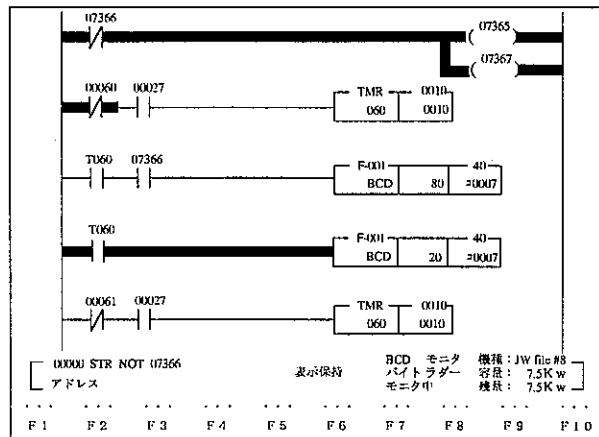 07366 07365
07367
00060 00027 TMR 0010
060 0010
T060 07366 F-001 40
BCD 80 =0007
T060 F-001 40
BCD 20 =0007
00061 00027 TMR 0010
060 0010
00000 STR NOT 07366 表示保持 BCD モニタ 機種：JW file #8
アドレス バイトラダー 容量： 7.5K w
モニタ中 残量： 7.5K w
F1 F2 F3 F4 F5 F6 F7 F8 F9 F10